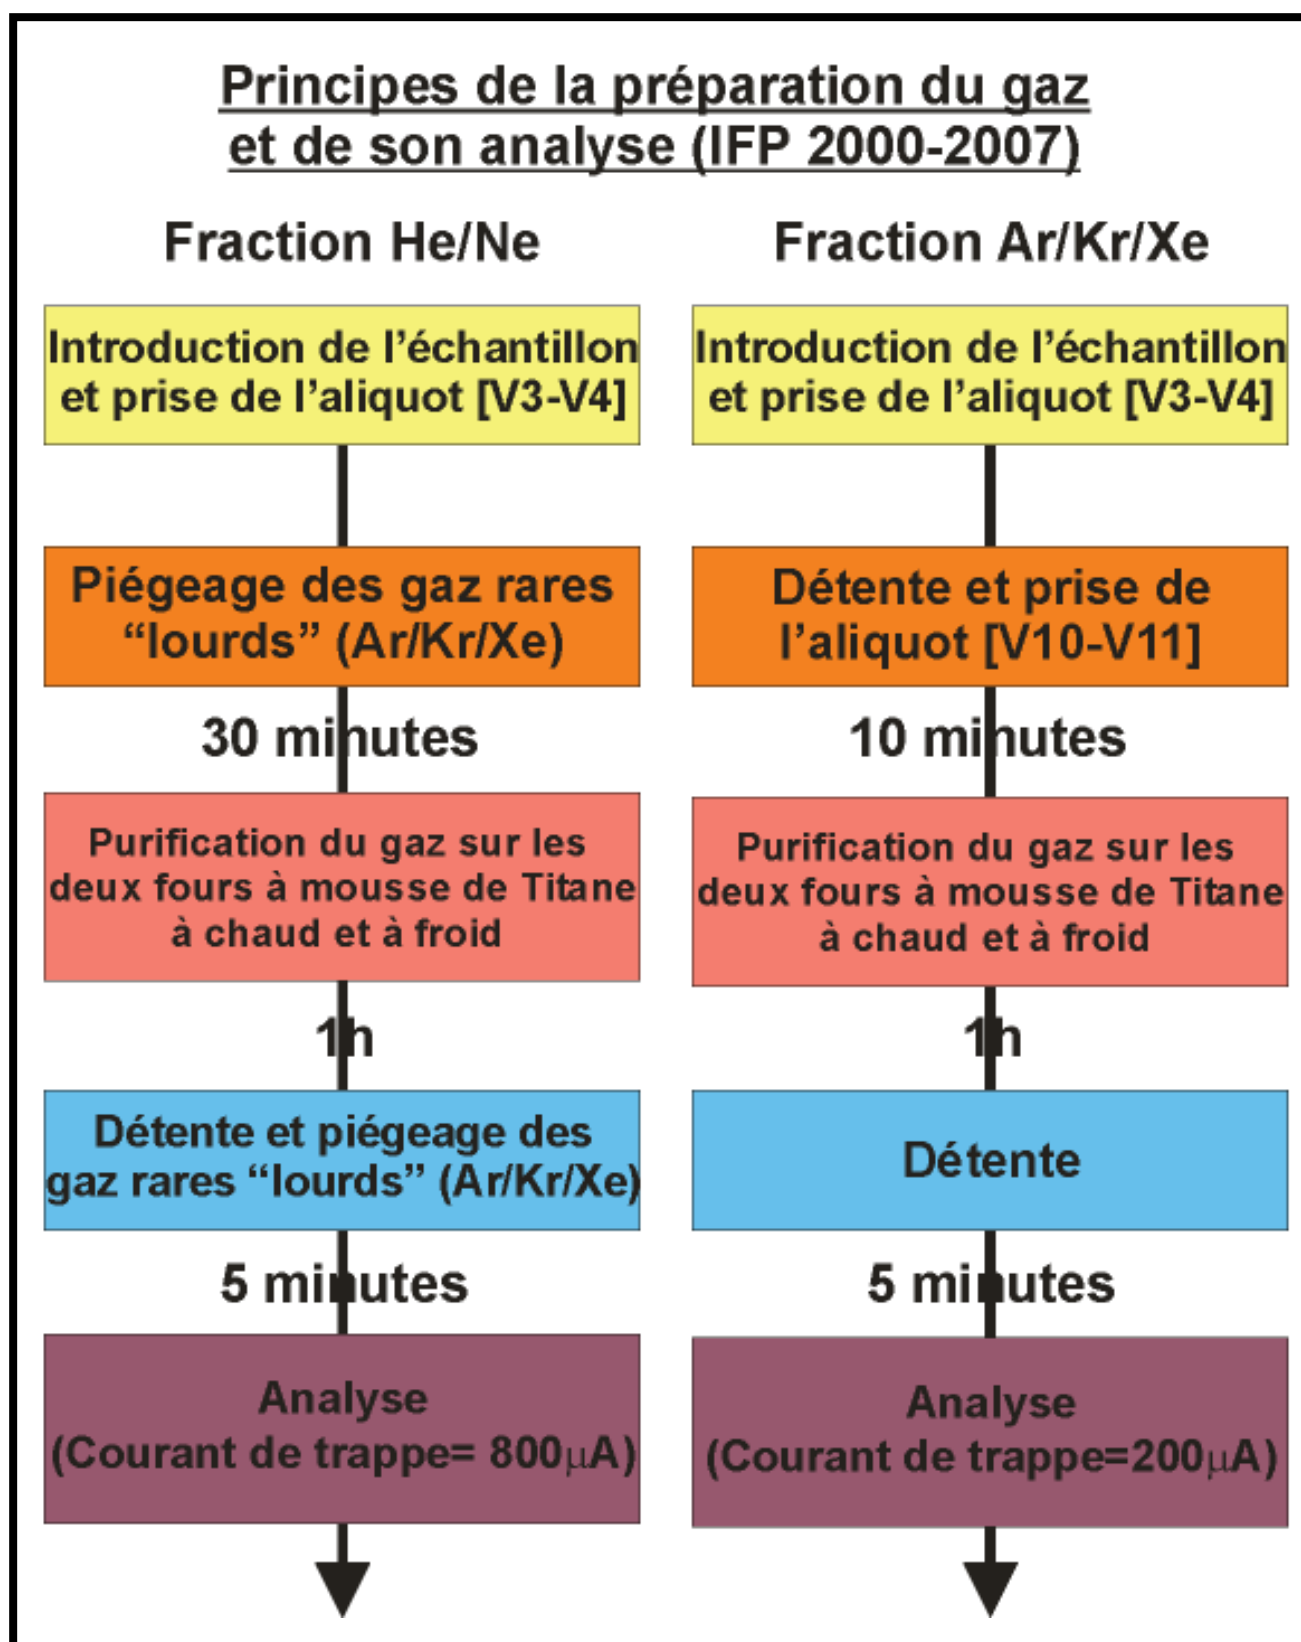 Principes de la préparation du gaz
et de son analyse (IFP 2000-2007)
Fraction He/Ne
Introduction de l'échantillon
et prise de l'aliquot [V3-V4]
Piégeage des gaz rares
“lourds” (Ar/Kr/Xe)
30 minutes
Purification du gaz sur les
deux fours à mousse de Titane
à chaud et à froid
1h
Détente et piégeage des
gaz rares “lourds” (Ar/Kr/Xe)
5 minutes
Analyse
(Courant de trappe= 800µA)
Fraction Ar/Kr/Xe
Introduction de l'échantillon
et prise de l'aliquot [V3-V4]
Détente et prise de
l'aliquot [V10-V11]
10 minutes
Purification du gaz sur les
deux fours à mousse de Titane
à chaud et à froid
1h
Détente
5 minutes
Analyse
(Courant de trappe=200µA)